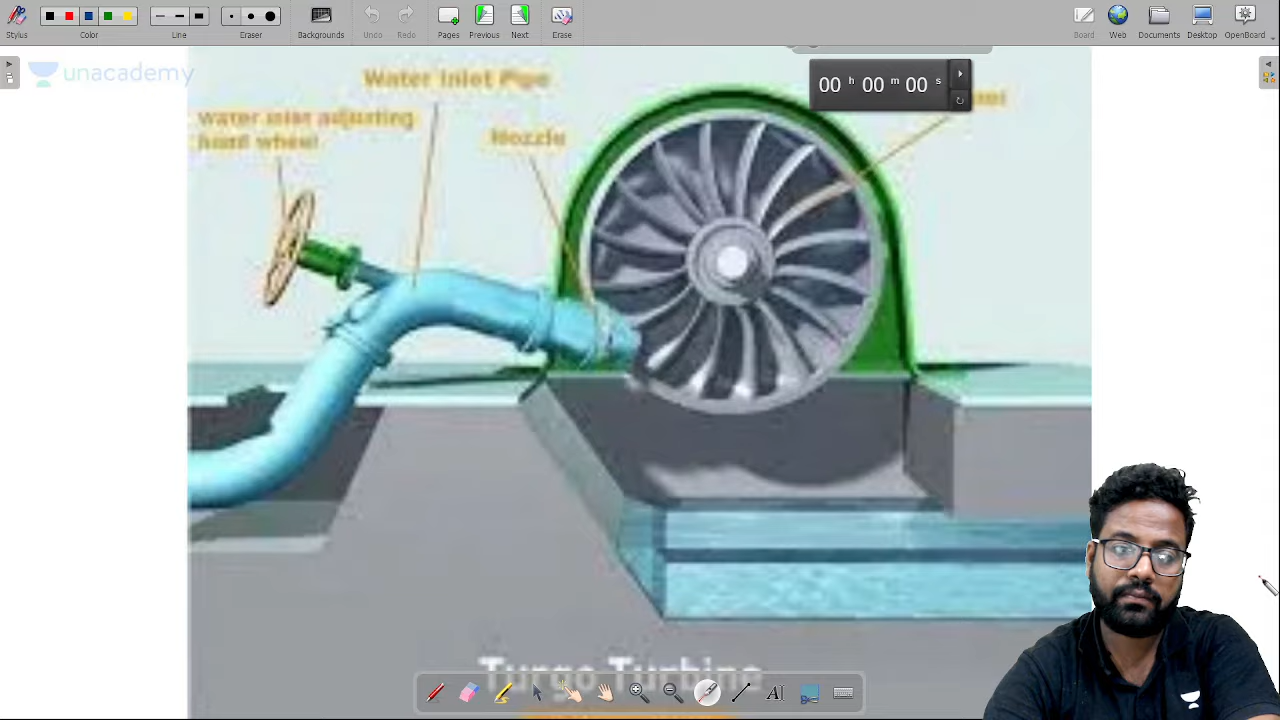 Stylus
Color
Line
Eraser
Backgrounds
Undo
Redo
Pages
Previous
Next
Erase
Board
Web
Documents
Desktop
OpenBoard
unacademy
Water Inlet Pipe
00 h 00 m 00 s
water inlet adjusting
hand wheel
Nozzle
Turgo Turbine